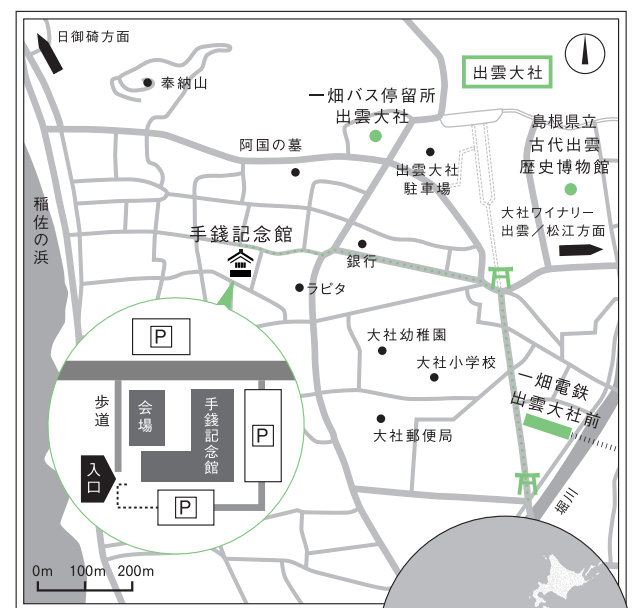 日御碕方面
奉納山
出雲大社
一畑バス停留所
出雲大社
島根県立
古代出雲
歴史博物館
阿国の墓
出雲大社
駐車場
稲佐の浜
大社ワイナリー
出雲/松江方面
手錢記念館
銀行
ラピタ
大社幼稚園
大社小学校
一畑電鉄
出雲大社前
大社郵便局
堀川
P
歩道
会場
手錢記念館
P
入口
P
0m 100m 200m